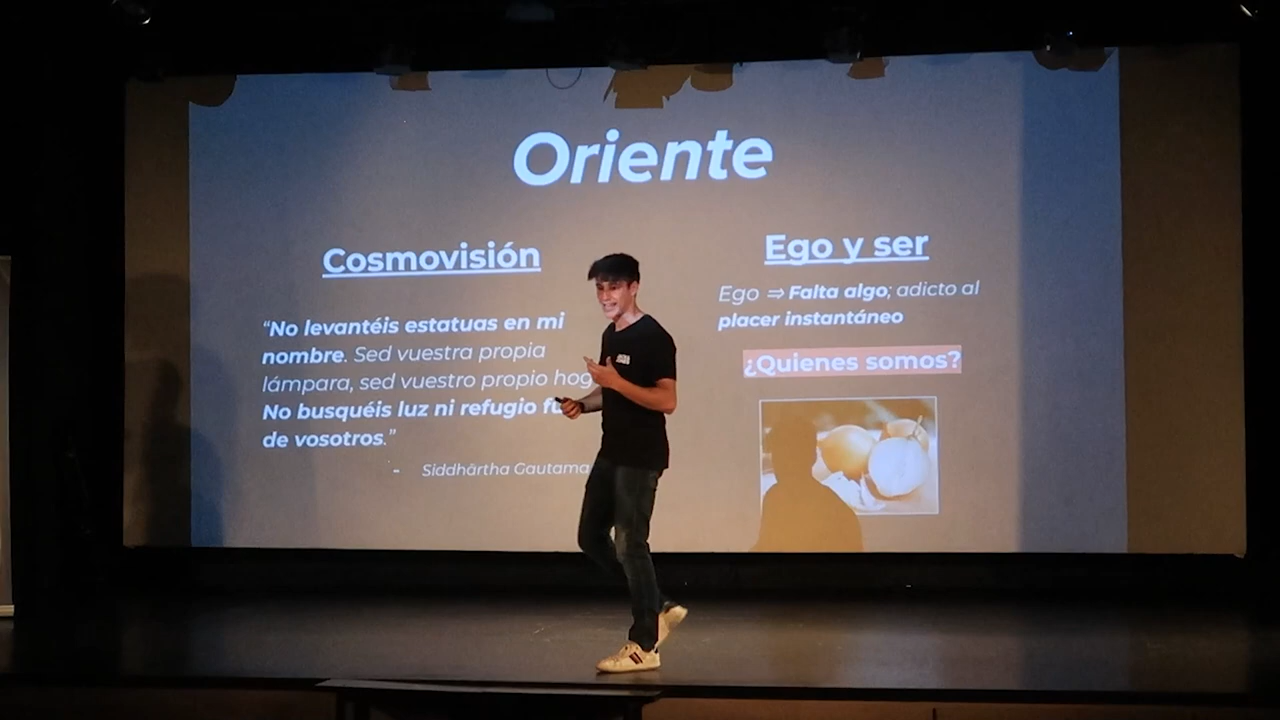 Oriente
Cosmovisión
“No levantéis estatuas en mi
nombre. Sed vuestra propia
lámpara, sed vuestro propio
No busquéis luz ni refugio
de vosotros.”
- Siddhārtha Gautama
Ego y ser
Ego ⇒ Falta algo; adicto al
placer instantáneo
¿Quienes somos?